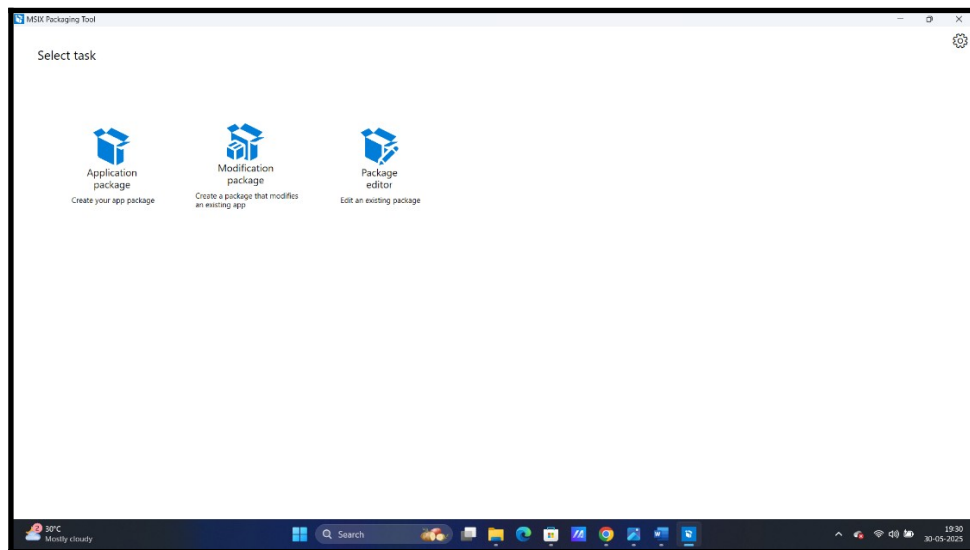 MSIX Packaging Tool
Select task
Application
package
Create your app package
Modification
package
Create a package that modifies
an existing app
Package
editor
Edit an existing package
2
30°C
Mostly cloudy
Search
19:30
30-05-2025